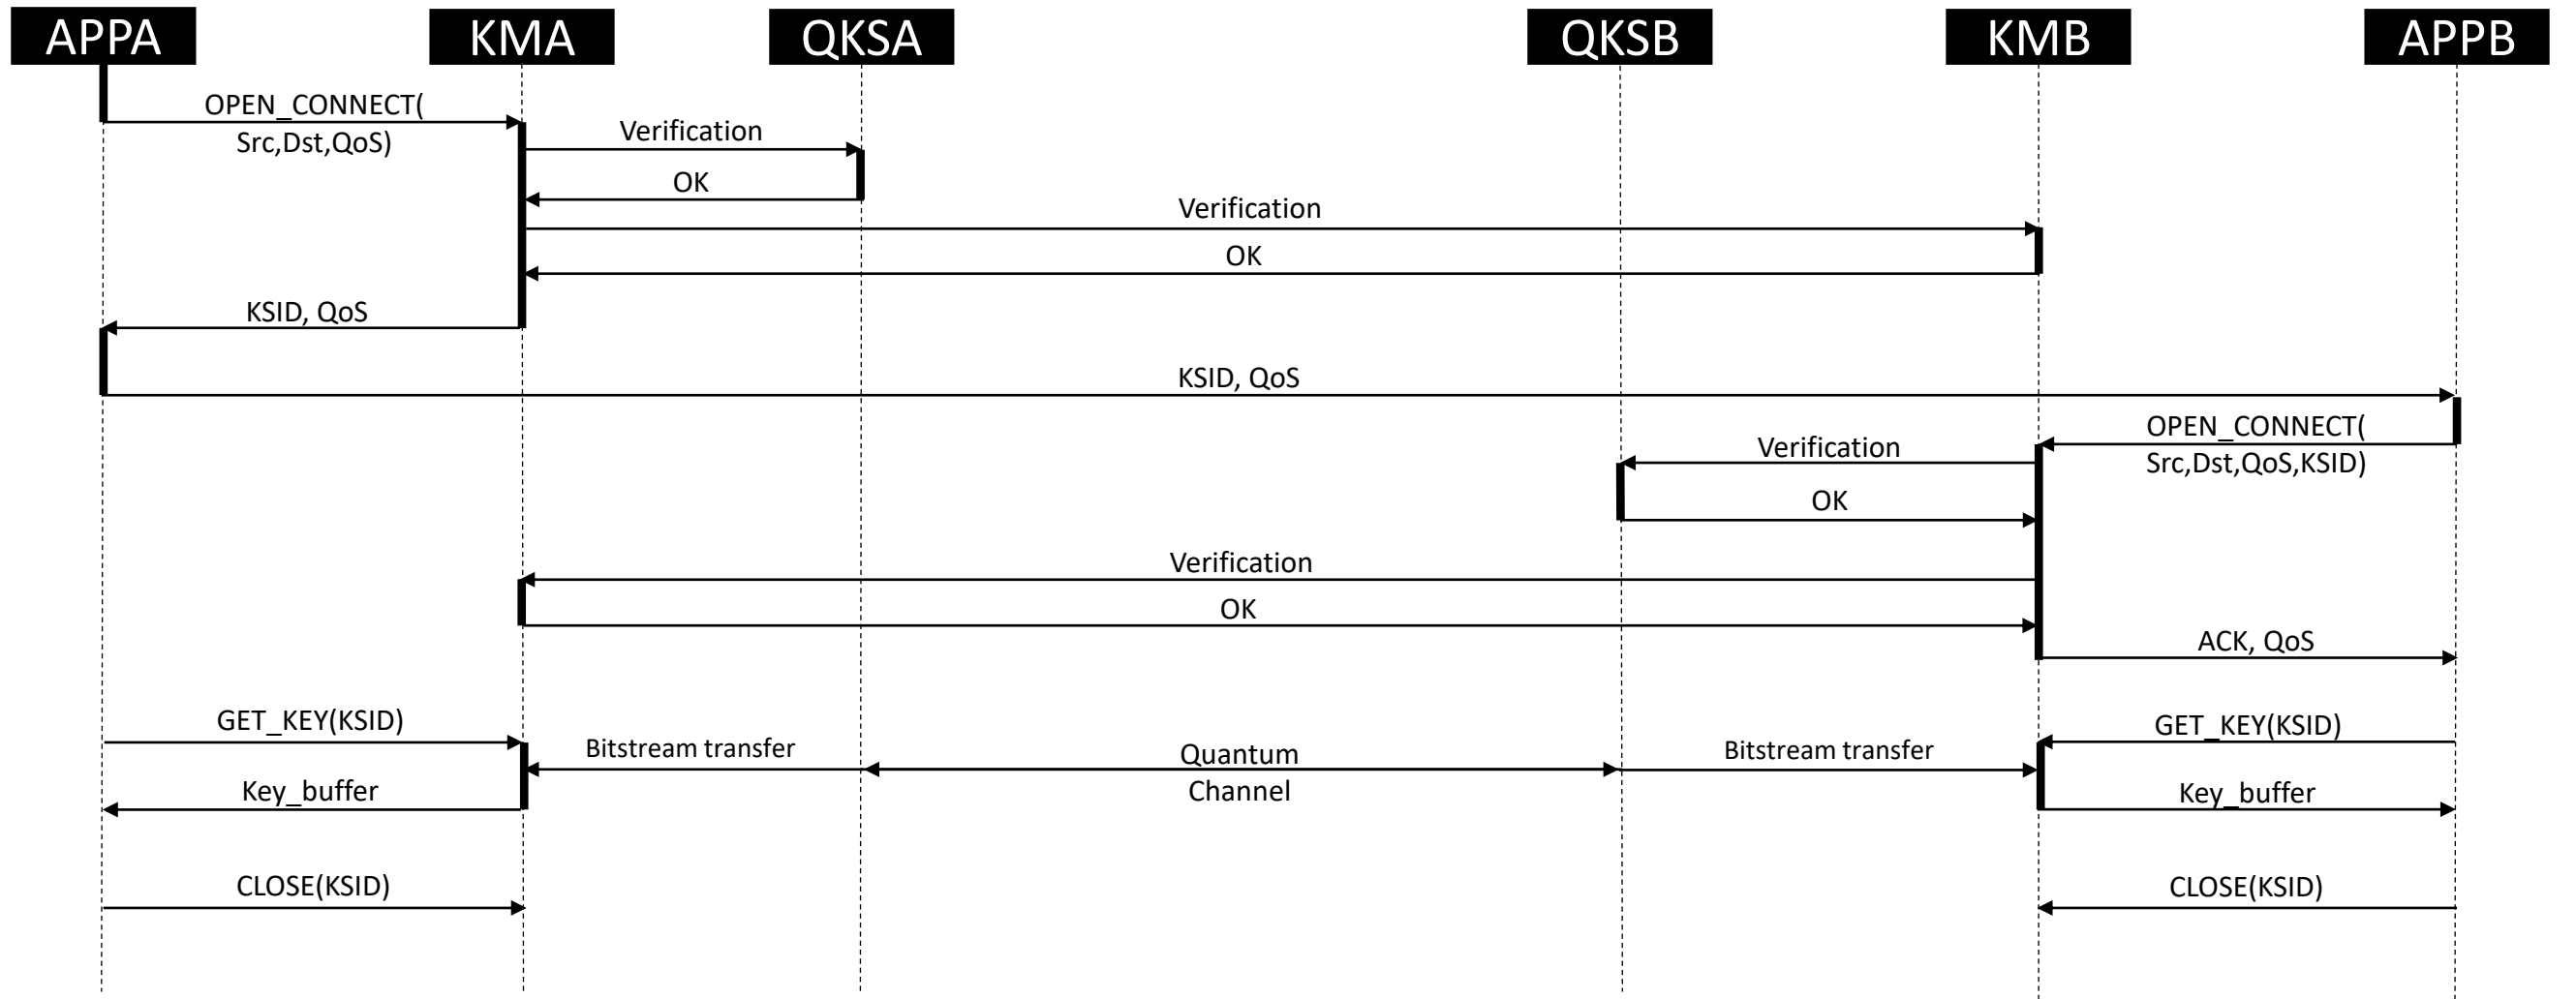 APPA
KMA
QKSA
QKSB
KMB
APPB
OPEN_CONNECT(
Src,Dst,QoS)
Verification
OK
Verification
OK
KSID, QoS
KSID, QoS
OPEN_CONNECT(
Src,Dst,QoS,KSID)
Verification
OK
Verification
OK
ACK, QoS
GET_KEY(KSID)
Bitstream transfer
Quantum
Channel
Bitstream transfer
GET_KEY(KSID)
Key_buffer
Key_buffer
CLOSE(KSID)
CLOSE(KSID)